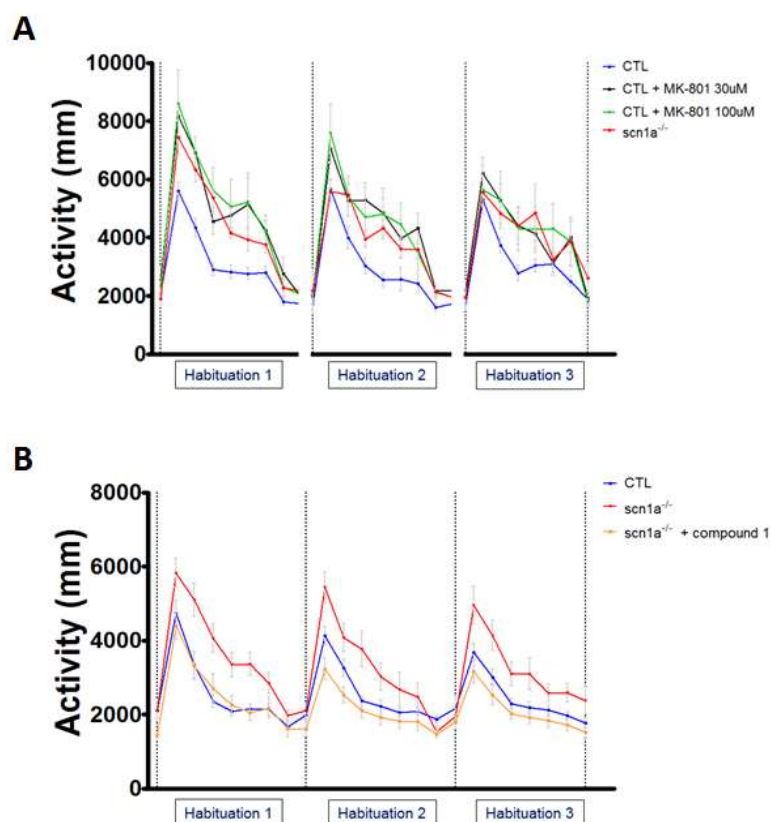 A
Activity (mm)
10000
8000
6000
4000
2000
0
CTL
CTL + MK-801 30uM
CTL + MK-801 100uM
scn1a-/-
Habituation 1
Habituation 2
Habituation 3
B
Activity (mm)
8000
6000
4000
2000
0
CTL
scn1a-/-
scn1a-/- + compound 1
Habituation 1
Habituation 2
Habituation 3